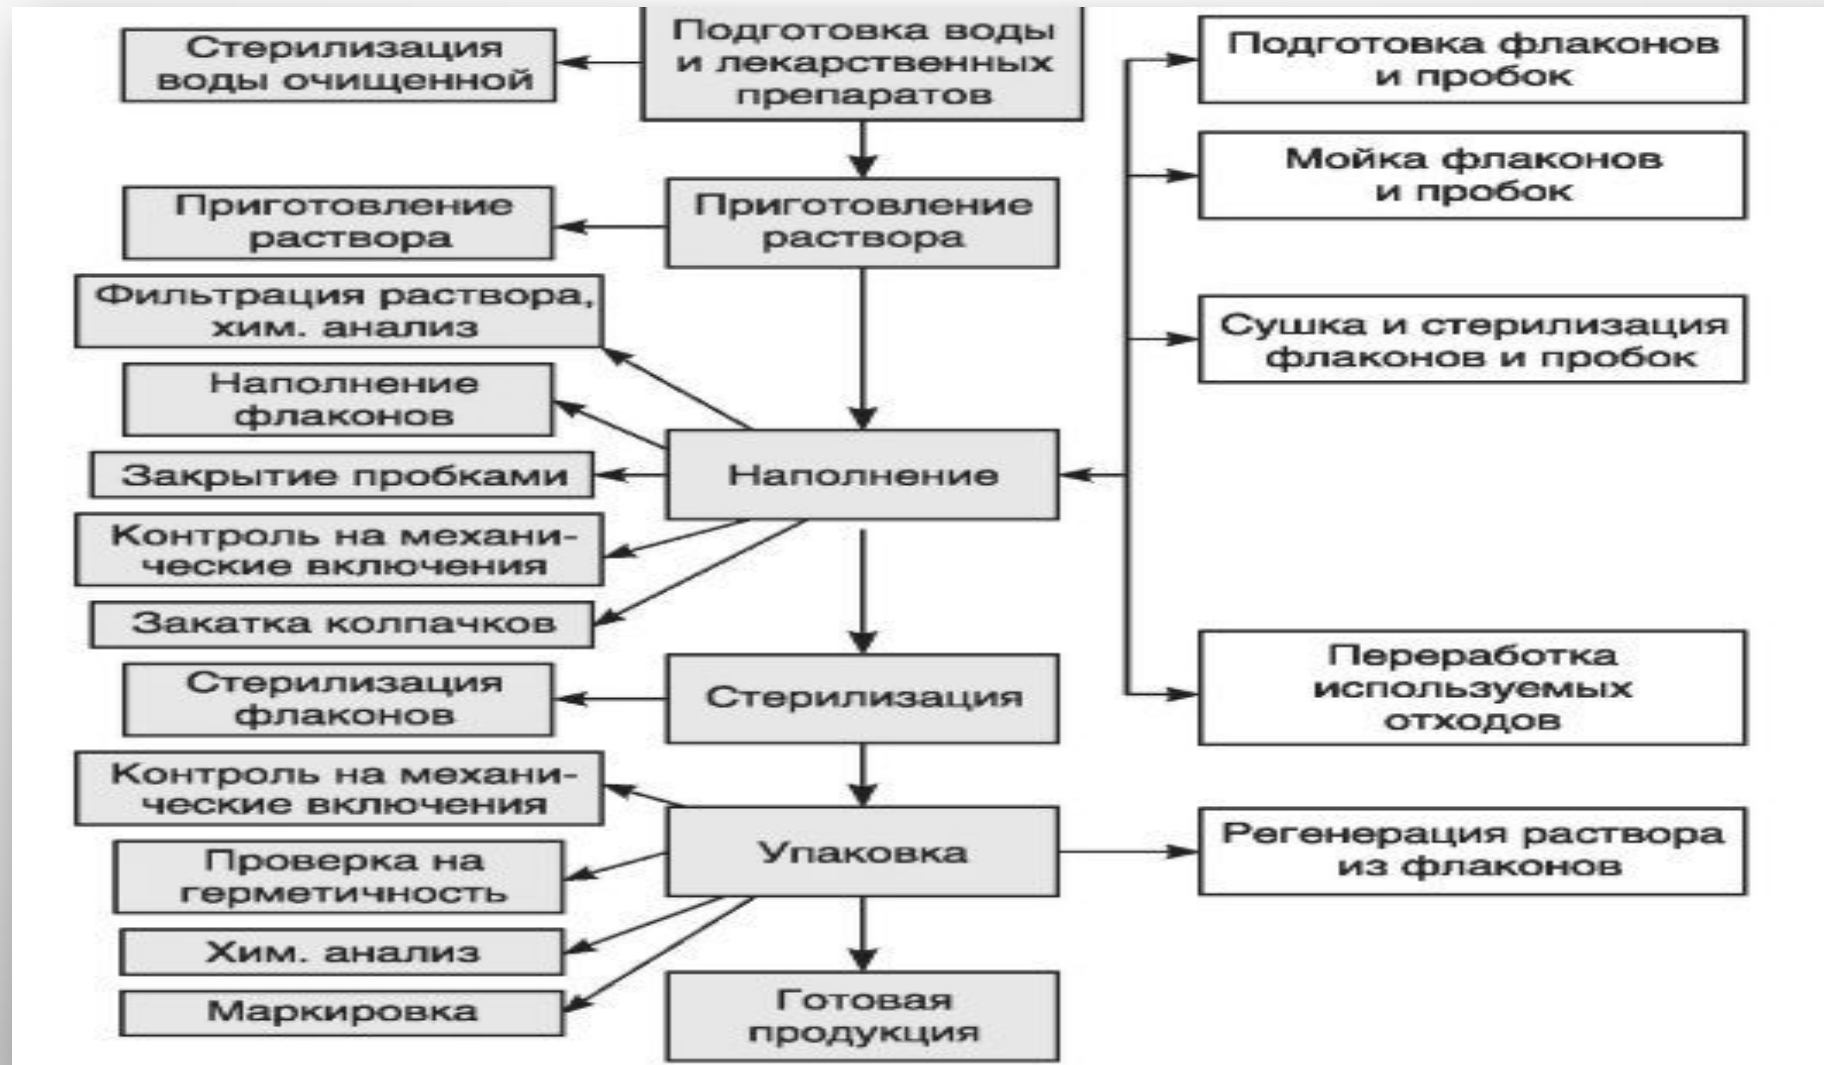 Стерилизация
воды очищенной
Подготовка воды
и лекарственных
препаратов
Подготовка флаконов
и пробок
Мойка флаконов
и пробок
Приготовление
раствора
Приготовление
раствора
Фильтрация раствора,
хим. анализ
Сушка и стерилизация
флаконов и пробок
Наполнение
флаконов
Закрытие пробками
Наполнение
Контроль на механи-
ческие включения
Закатка колпачков
Стерилизация
флаконов
Стерилизация
Переработка
используемых
отходов
Контроль на механи-
ческие включения
Проверка на
герметичность
Упаковка
Регенерация раствора
из флаконов
Хим. анализ
Маркировка
Готовая
продукция